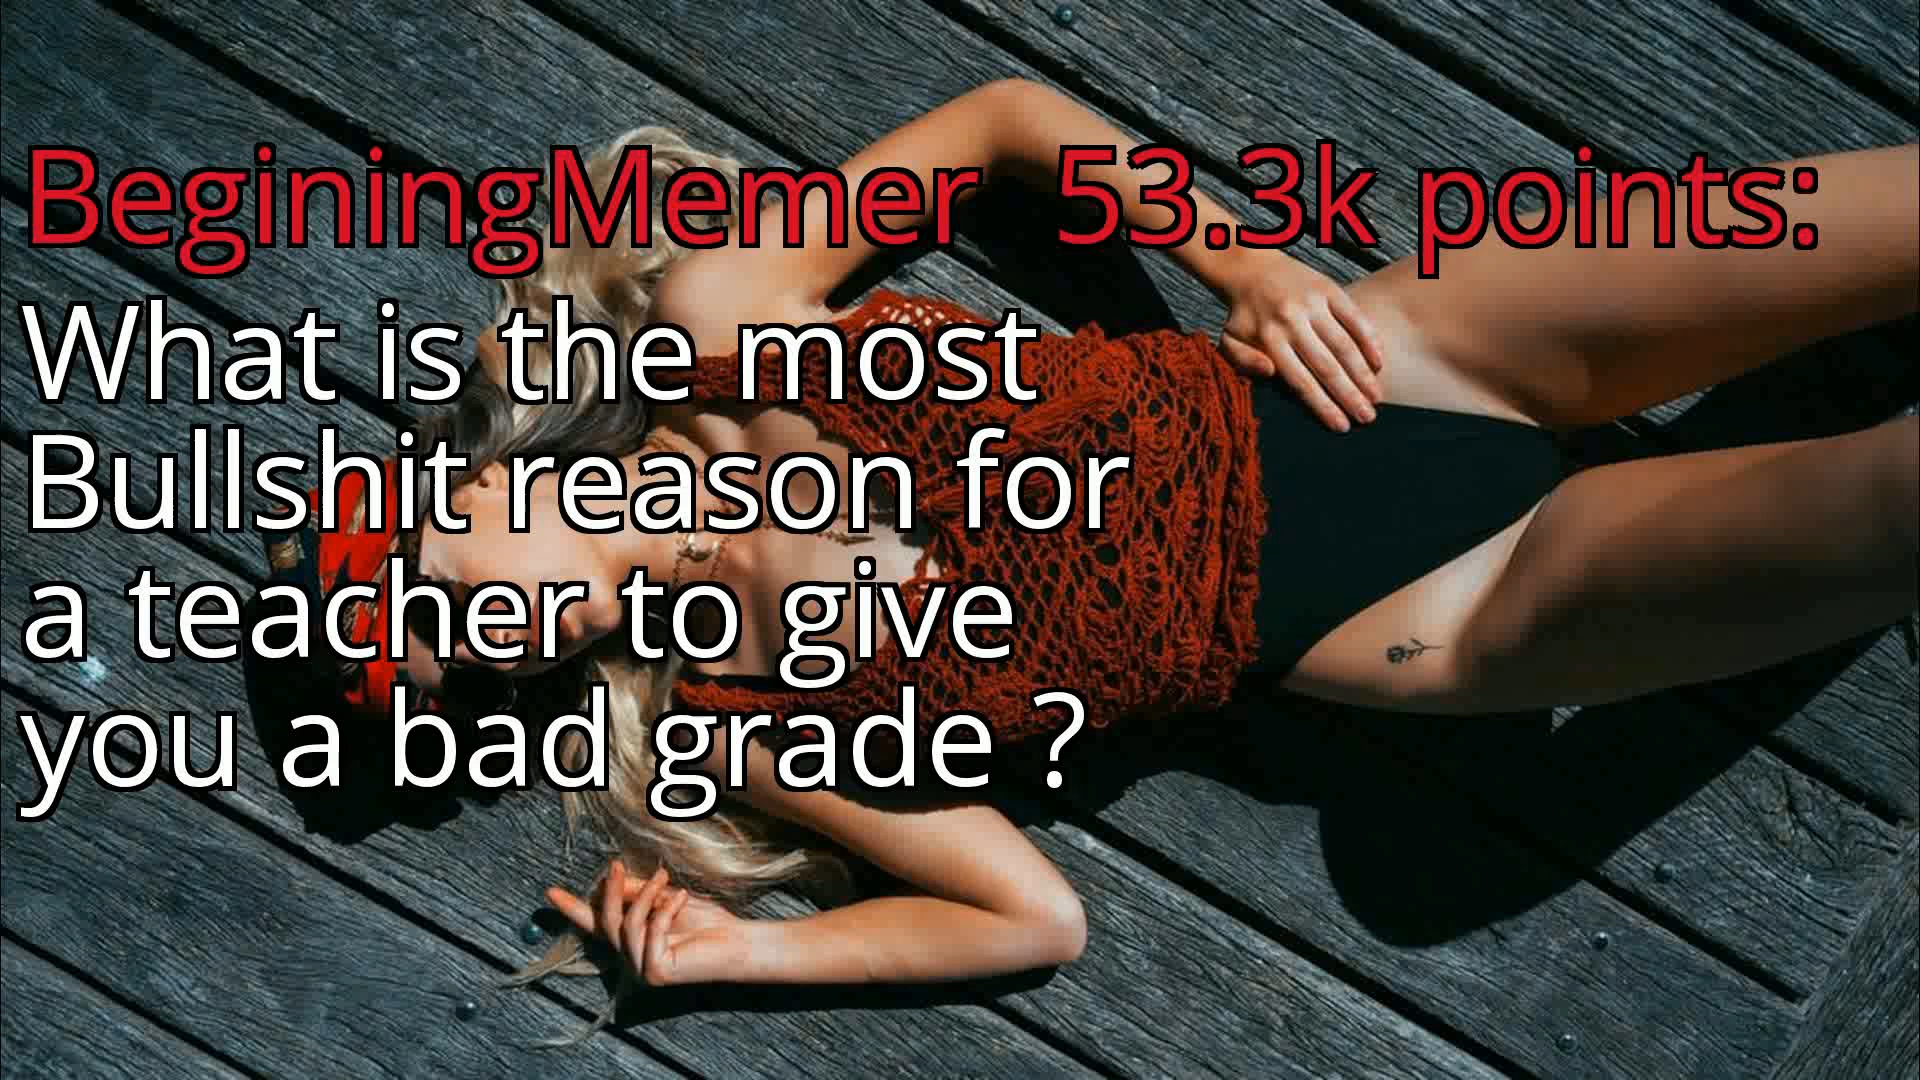 BeginingMemer 53.3k points:
What is the most
Bullshit reason for
a teacher to give
you a bad grade ?